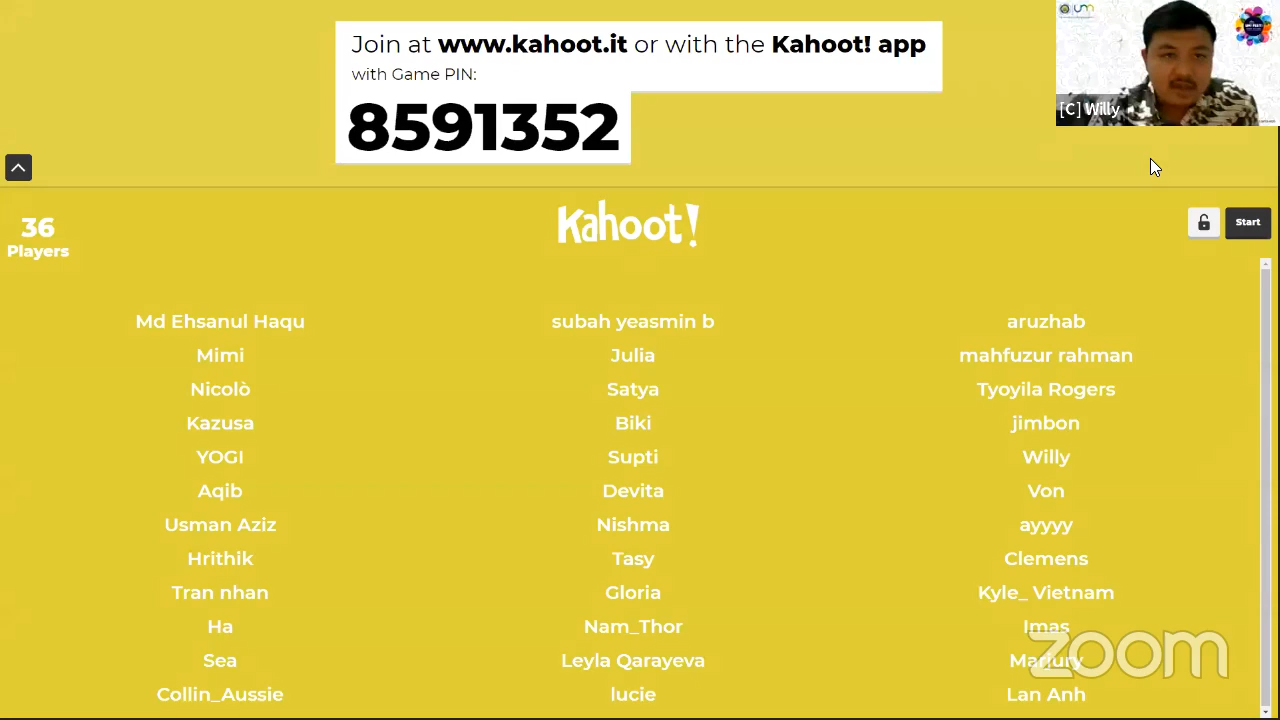 Join at www.kahoot.it or with the Kahoot! app
with Game PIN:
8591352
[C] Willy
36
Players
Kahoot!
Start
Md Ehsanul Haqu
subah yeasmin b
aruzhab
Mimi
Julia
mahfuzur rahman
Nicolò
Satya
Tyoyila Rogers
Kazusa
Biki
jimbon
YOGI
Supti
Willy
Aqib
Devita
Von
Usman Aziz
Nishma
ayyyy
Hrithik
Tasy
Clemens
Tran nhan
Gloria
Kyle_ Vietnam
Ha
Nam_Thor
Imas
Sea
Leyla Qarayeva
Marjury
zoom
Collin_Aussie
lucie
Lan Anh